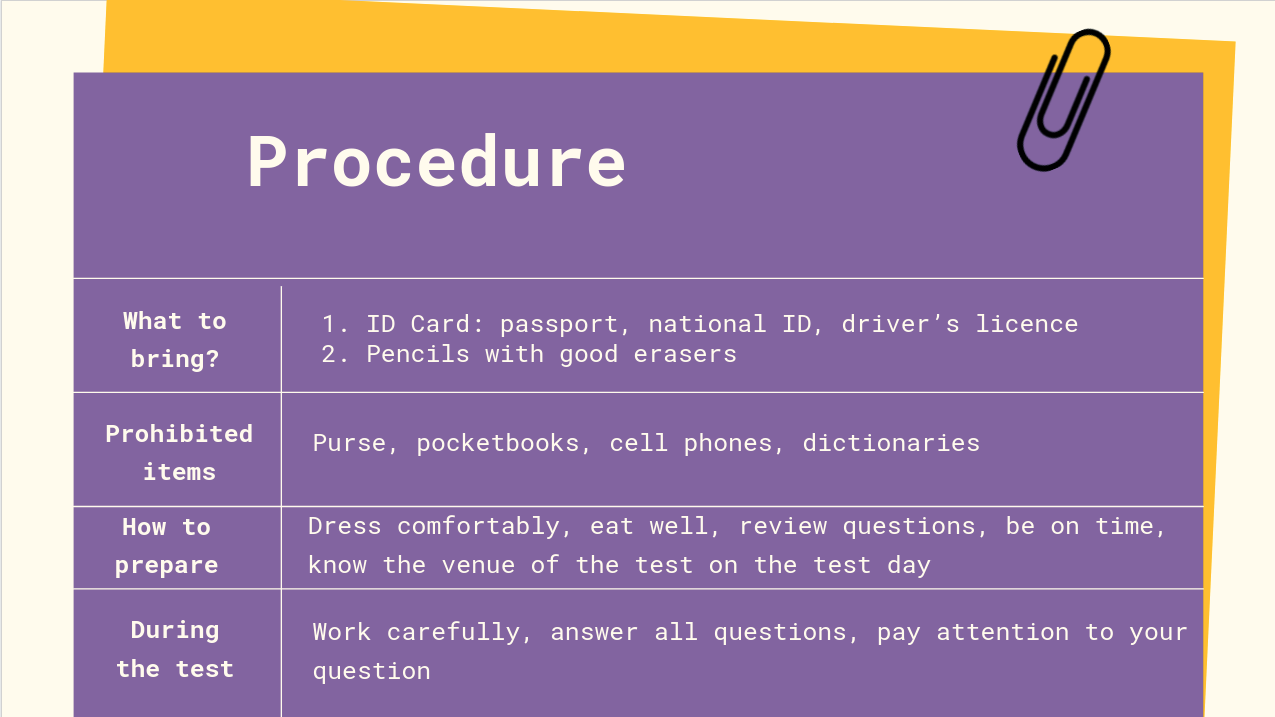 Procedure
What to
bring?
1. ID Card: passport, national ID, driver’s licence
2. Pencils with good erasers
Prohibited
items
Purse, pocketbooks, cell phones, dictionaries
How to
prepare
Dress comfortably, eat well, review questions, be on time,
know the venue of the test on the test day
During
the test
Work carefully, answer all questions, pay attention to your
question